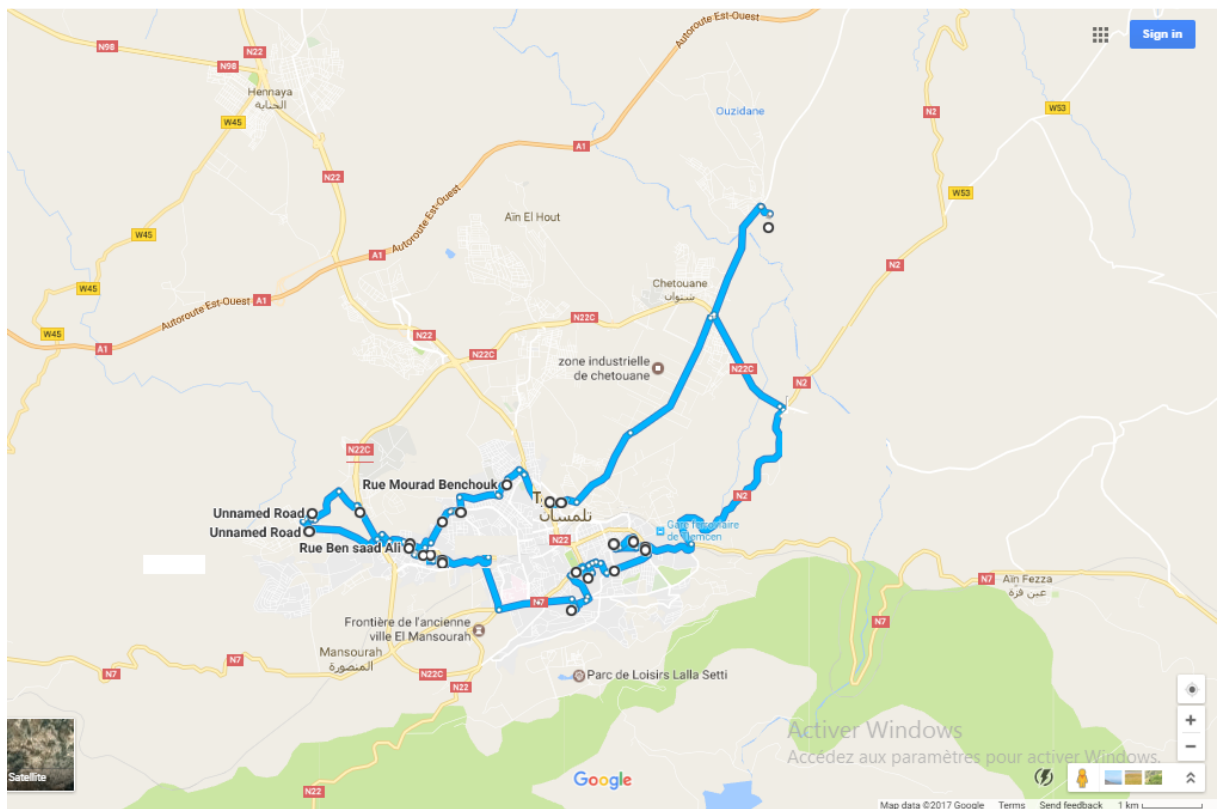 Autoroute Est-Ouest
Sign in
N98
N22
N98
Hennaya
الحناية
W45
N2
W53
Ouzidane
A1
N22
Autoroute Est-Ouest
W53
Aïn El Hout
W45
A1
N2
Chetouane
شتوان
W45
Autoroute Est-Ouest
A1
N22C
W45
N22
A1
N22C
zone industrielle
de chetouane
N22C
N2
N22C
Rue Mourad Benchouk
N2
Unnamed Road
تلمسان
Unnamed Road
Gare ferroviaire
de Tlemcen
Rue Ben saad Ali
N22
N7
Aïn Fezza
عين فزة
N7
Frontière de l'ancienne
ville El Mansourah
N7
Mansourah
المنصورة
N7
N7
N22C
Parc de Loisirs Lalla Setti
N22
Activer Windows
Accédez aux paramètres pour activer Windows.
Satellite
Google
N22
Map data ©2017 Google Terms Send feedback 1 km